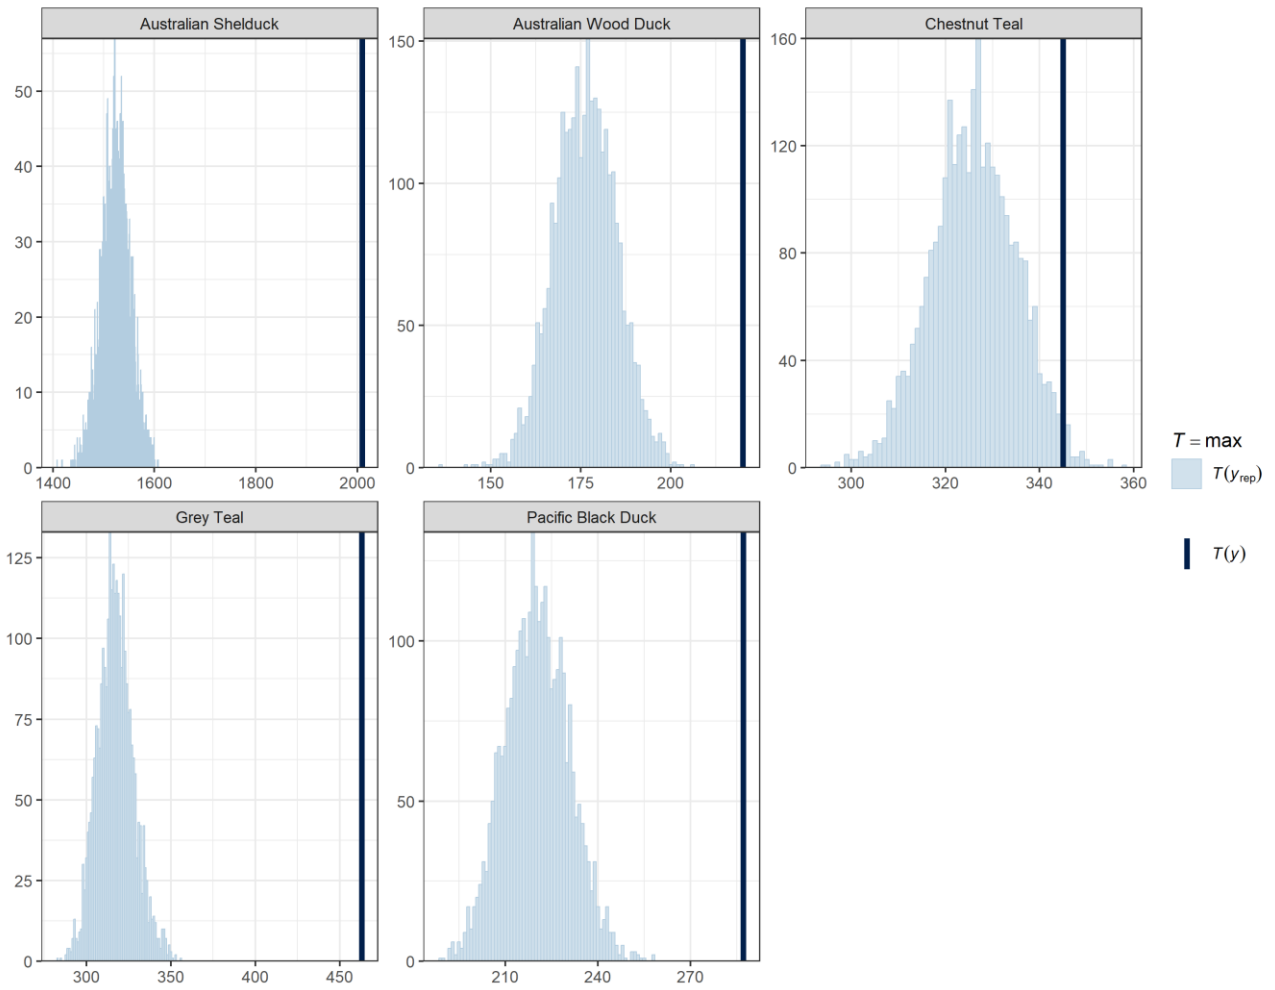 Australian Shelduck
Australian Wood Duck
Chestnut Teal
50
40
30
20
10
0
1400 1600 1800 2000
150
100
50
0
150 175 200
160
120
80
40
0
300 320 340 360
T = max
T(yrep)
T(y)
Grey Teal
Pacific Black Duck
125
100
75
50
25
0
300 350 400 450
100
50
0
210 240 270